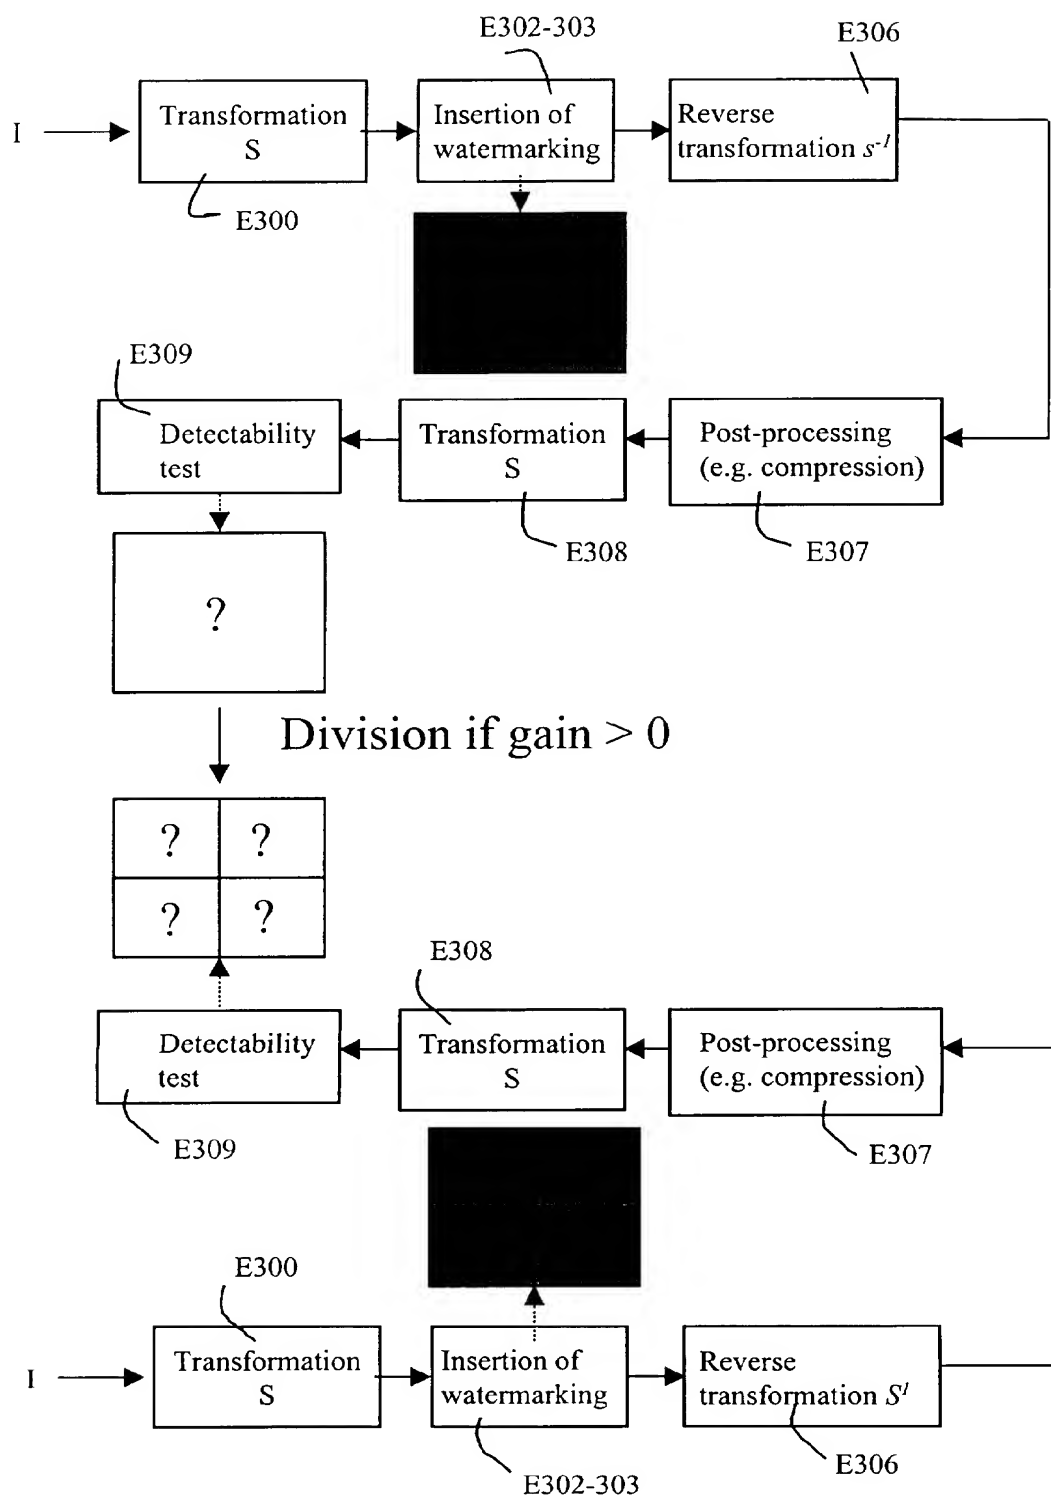 E302-303
E306
I
Transformation
S
Insertion of
watermarking
Reverse
transformation s⁻¹
E300
E309
Detectability
test
Transformation
S
Post-processing
(e.g. compression)
E308
E307
?
Division if gain > 0
? ?
? ?
E308
Detectability
test
Transformation
S
Post-processing
(e.g. compression)
E309
E307
E300
I
Transformation
S
Insertion of
watermarking
Reverse
transformation S¹
E302-303
E306